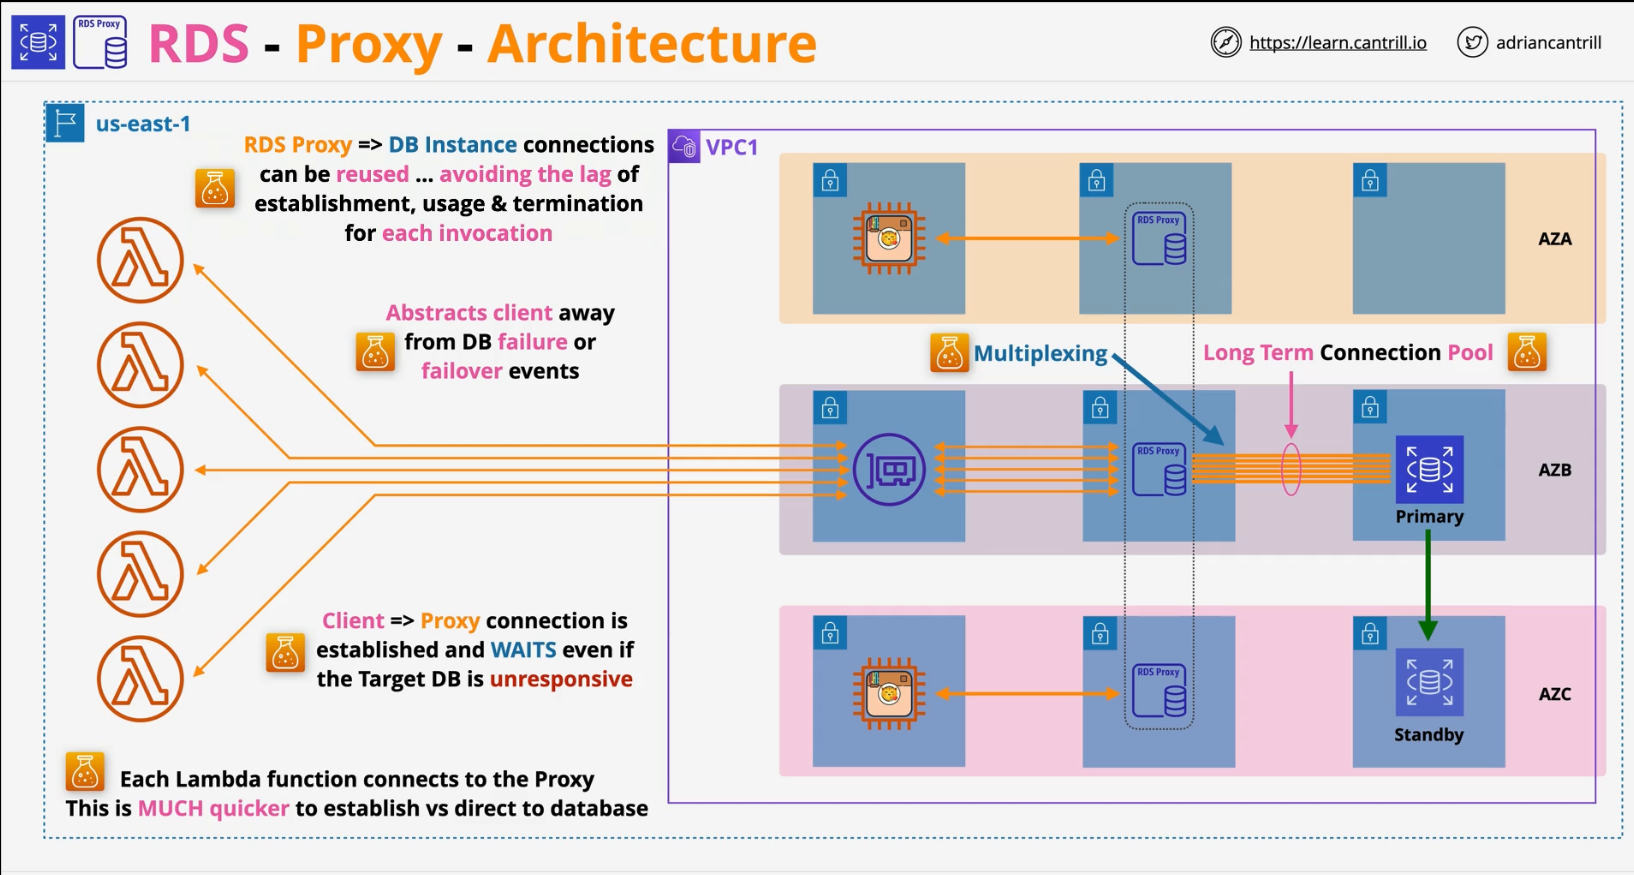 RDS Proxy
RDS - Proxy - Architecture
https://learn.cantrill.io
adriancantrill
us-east-1
RDS Proxy => DB Instance connections
can be reused ... avoiding the lag of
establishment, usage & termination
for each invocation
Abstracts client away
from DB failure or
failover events
Client => Proxy connection is
established and WAITS even if
the Target DB is unresponsive
Each Lambda function connects to the Proxy
This is MUCH quicker to establish vs direct to database
VPC1
RDS Proxy
AZA
Multiplexing
Long Term Connection Pool
RDS Proxy
Primary
AZB
RDS Proxy
Standby
AZC